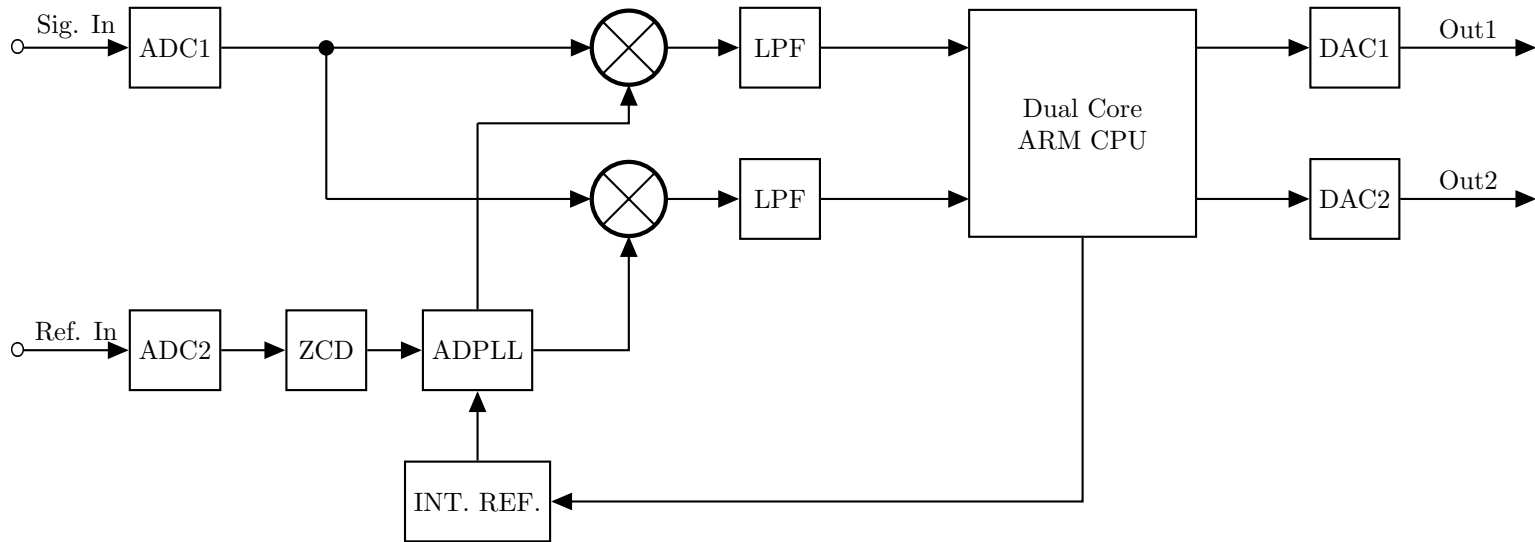 Sig. In
ADC1
LPF
Dual Core
ARM CPU
DAC1
Out1
LPF
DAC2
Out2
Ref. In
ADC2
ZCD
ADPLL
INT. REF.